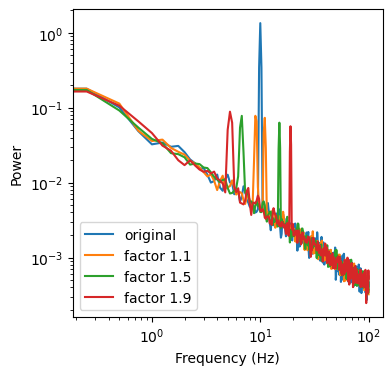 10⁰
10⁻¹
10⁻²
10⁻³
Power
original
factor 1.1
factor 1.5
factor 1.9
10⁰
10¹
10²
Frequency (Hz)